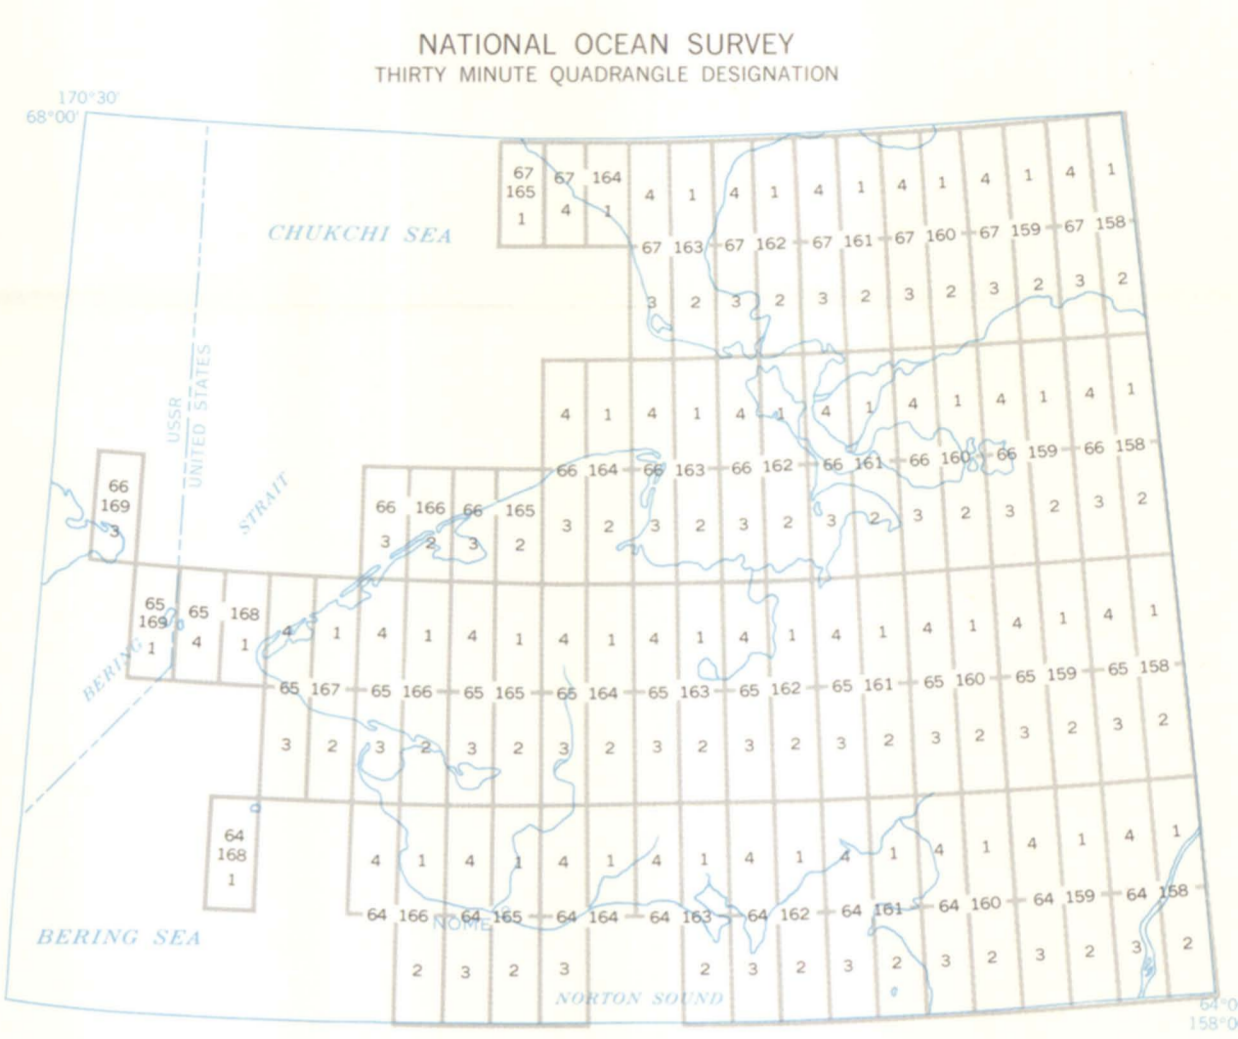 NATIONAL OCEAN SURVEY
THIRTY MINUTE QUADRANGLE DESIGNATION
170°30'
68°00'
67 67 164 4 1 4 1 4 1 4 1 4 1 4 1
165
1 4 1
CHUKCHI SEA
67 163 67 162 67 161 67 160 67 159 67 158
3 2 3 2 3 2 3 2 3 2 3 2
USSR
UNITED STATES
4 1 4 1 4 1 4 1 4 1 4 1 4 1
66 164 66 163 66 162 66 161 66 160 66 159 66 158
66
169
3
STRAIT
66 166 66 165
3 2 3 2 3 2 3 2 3 2 3 2 3 2 3 2 3 2
65
169
1
65 168
4 1
BERING
4 1 4 1 4 1 4 1 4 1 4 1 4 1 4 1 4 1 4 1
65 167 65 166 65 165 65 164 65 163 65 162 65 161 65 160 65 159 65 158
3 2 3 2 3 2 3 2 3 2 3 2 3 2 3 2 3 2 3 2
64
168
1
4 1 4 1 4 1 4 1 4 1 4 1 4 1 4 1 4 1
64 166 64 165 64 164 64 163 64 162 64 161 64 160 64 159 64 158
NOME
BERING SEA
2 3 2 3 2 3 2 3 2 3 2 3 2 3 2
NORTON SOUND